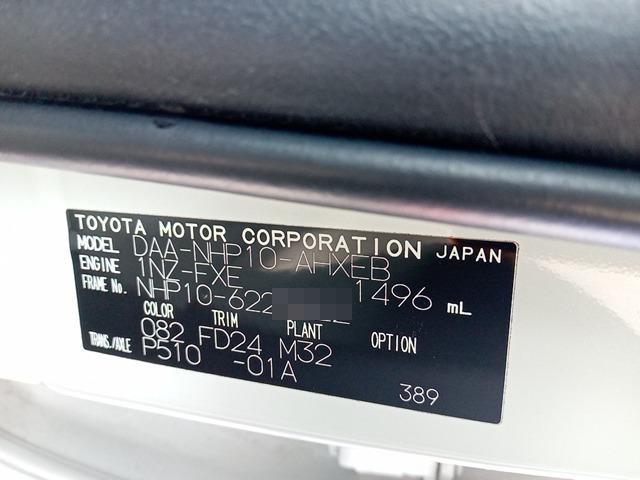 TOYOTA MOTOR CORPORATION JAPAN
MODEL DAA-NHP10-AHXEB
ENGINE 1NZ-FXE 1496 mL
FRAME No. NHP10-622
COLOR TRIM PLANT OPTION
082 FD24 M32
TRANS./AXLE P510 -01A
389